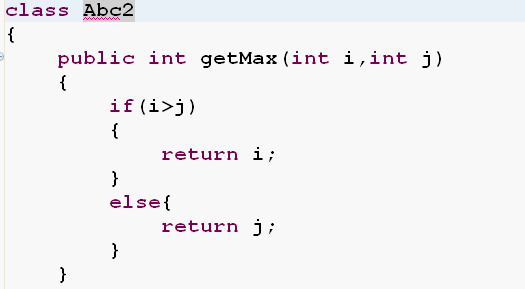 class Abc2
{
    public int getMax(int i,int j)
    {
        if(i>j)
        {
            return i;
        }
        else{
            return j;
        }
    }